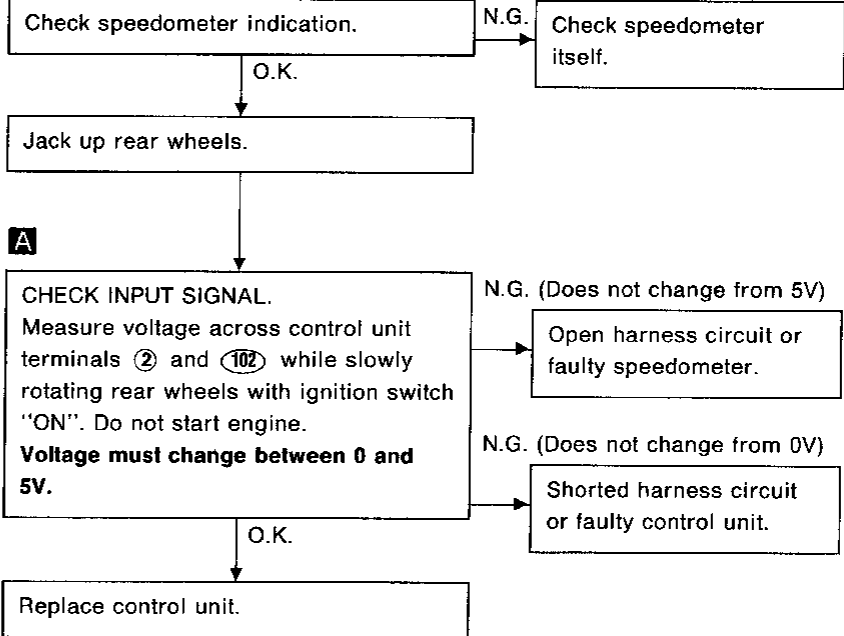 Check speedometer indication.
N.G.
Check speedometer
itself.
O.K.
Jack up rear wheels.
A
CHECK INPUT SIGNAL.
Measure voltage across control unit
terminals ② and (102) while slowly
rotating rear wheels with ignition switch
"ON". Do not start engine.
Voltage must change between 0 and
5V.
N.G. (Does not change from 5V)
Open harness circuit or
faulty speedometer.
N.G. (Does not change from 0V)
Shorted harness circuit
or faulty control unit.
O.K.
Replace control unit.